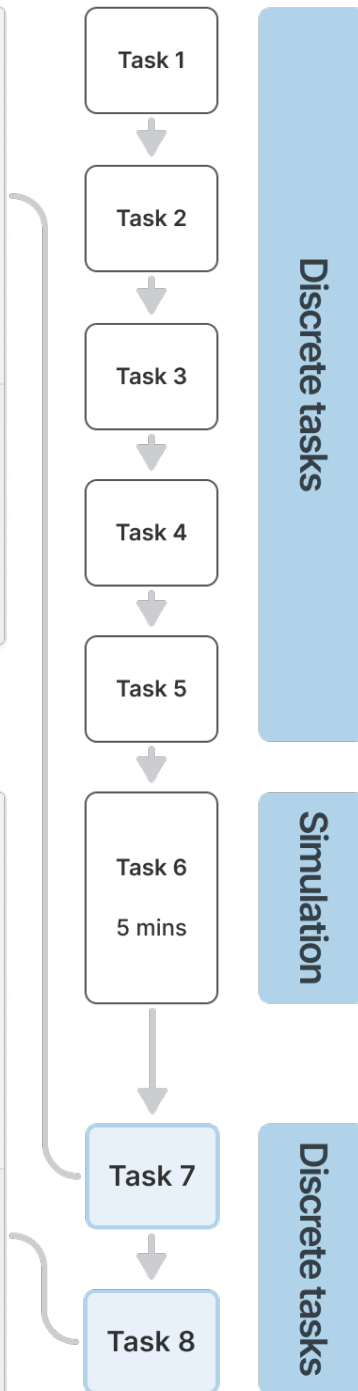 Task 1
Task 2
Task 3
Task 4
Task 5
Discrete tasks
Task 6
5 mins
Simulation
Task 7
Task 8
Discrete tasks